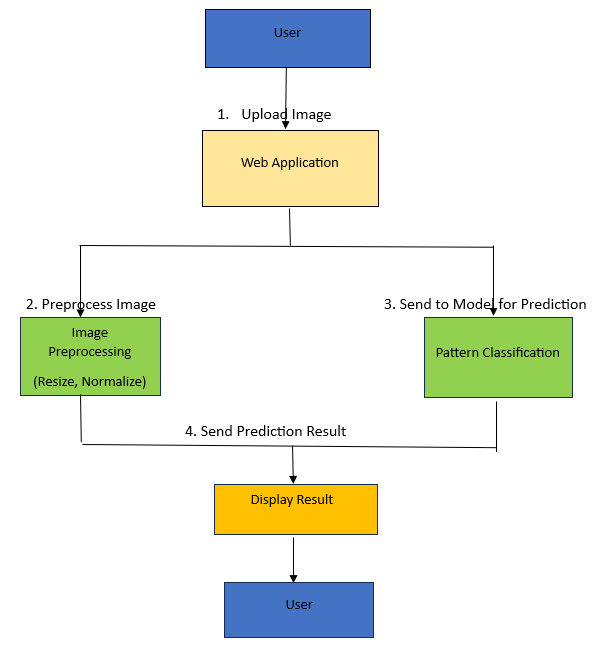 User
1. Upload Image
Web Application
2. Preprocess Image
3. Send to Model for Prediction
Image
Preprocessing
(Resize, Normalize)
Pattern Classification
4. Send Prediction Result
Display Result
User